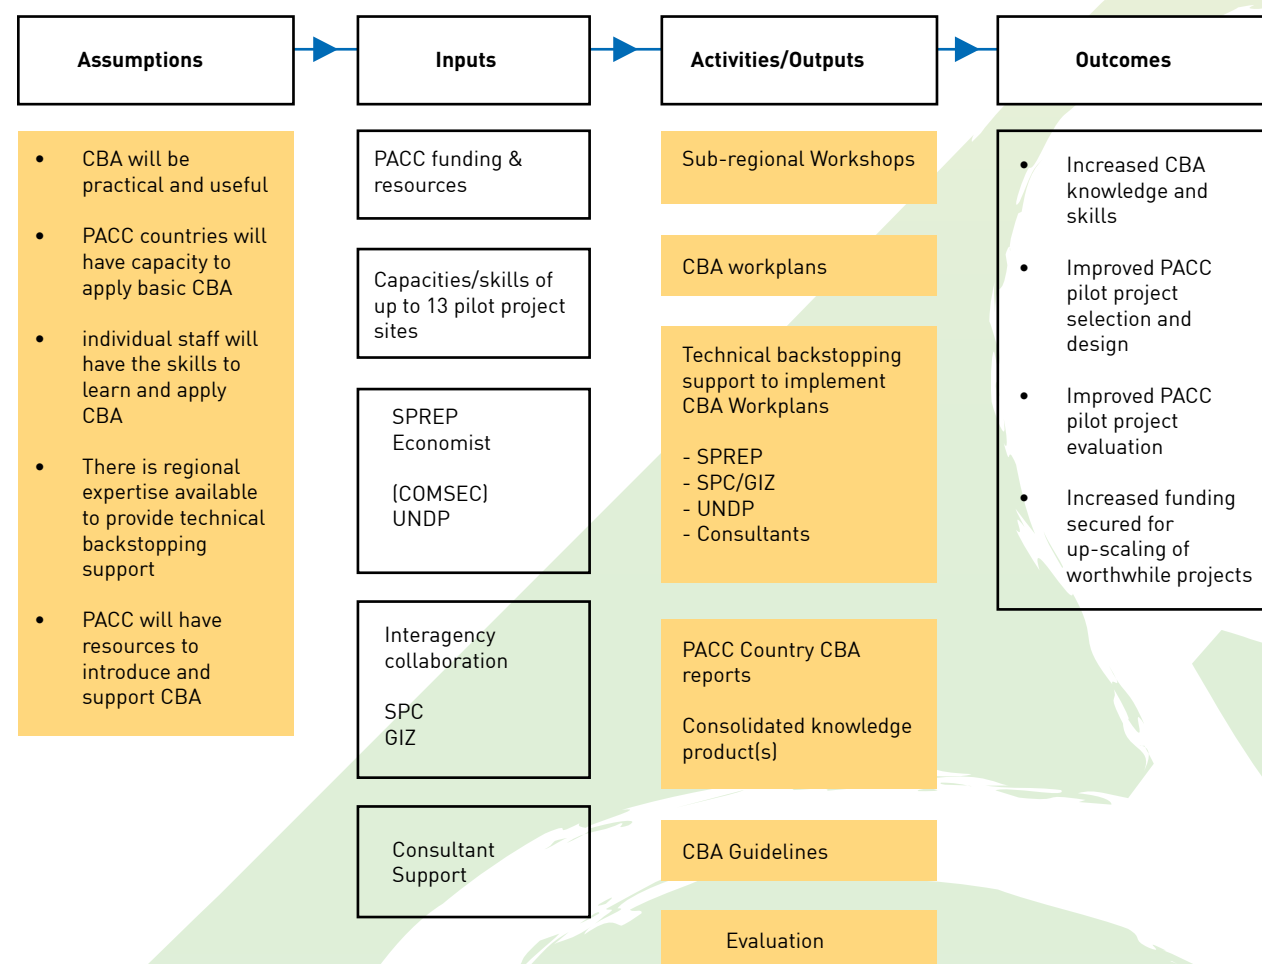 Assumptions
Inputs
Activities/Outputs
Outcomes
• CBA will be
practical and useful
• PACC countries will
have capacity to
apply basic CBA
• individual staff will
have the skills to
learn and apply
CBA
• There is regional
expertise available
to provide technical
backstopping
support
• PACC will have
resources to
introduce and
support CBA
PACC funding &
resources
Capacities/skills of
up to 13 pilot project
sites
SPREP
Economist
(COMSEC)
UNDP
Interagency
collaboration
SPC
GIZ
Consultant
Support
Sub-regional Workshops
CBA workplans
Technical backstopping
support to implement
CBA Workplans
- SPREP
- SPC/GIZ
- UNDP
- Consultants
PACC Country CBA
reports
Consolidated knowledge
product(s)
CBA Guidelines
Evaluation
• Increased CBA
knowledge and
skills
• Improved PACC
pilot project
selection and
design
• Improved PACC
pilot project
evaluation
• Increased funding
secured for
up-scaling of
worthwhile projects